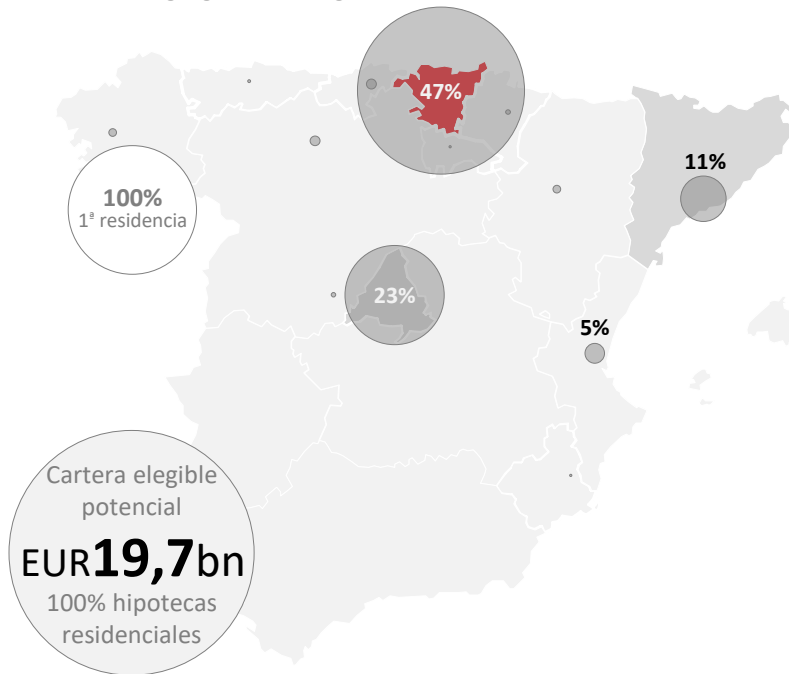 47%
11%
100%
1ª residencia
23%
5%
Cartera elegible
potencial
EUR19,7bn
100% hipotecas
residenciales